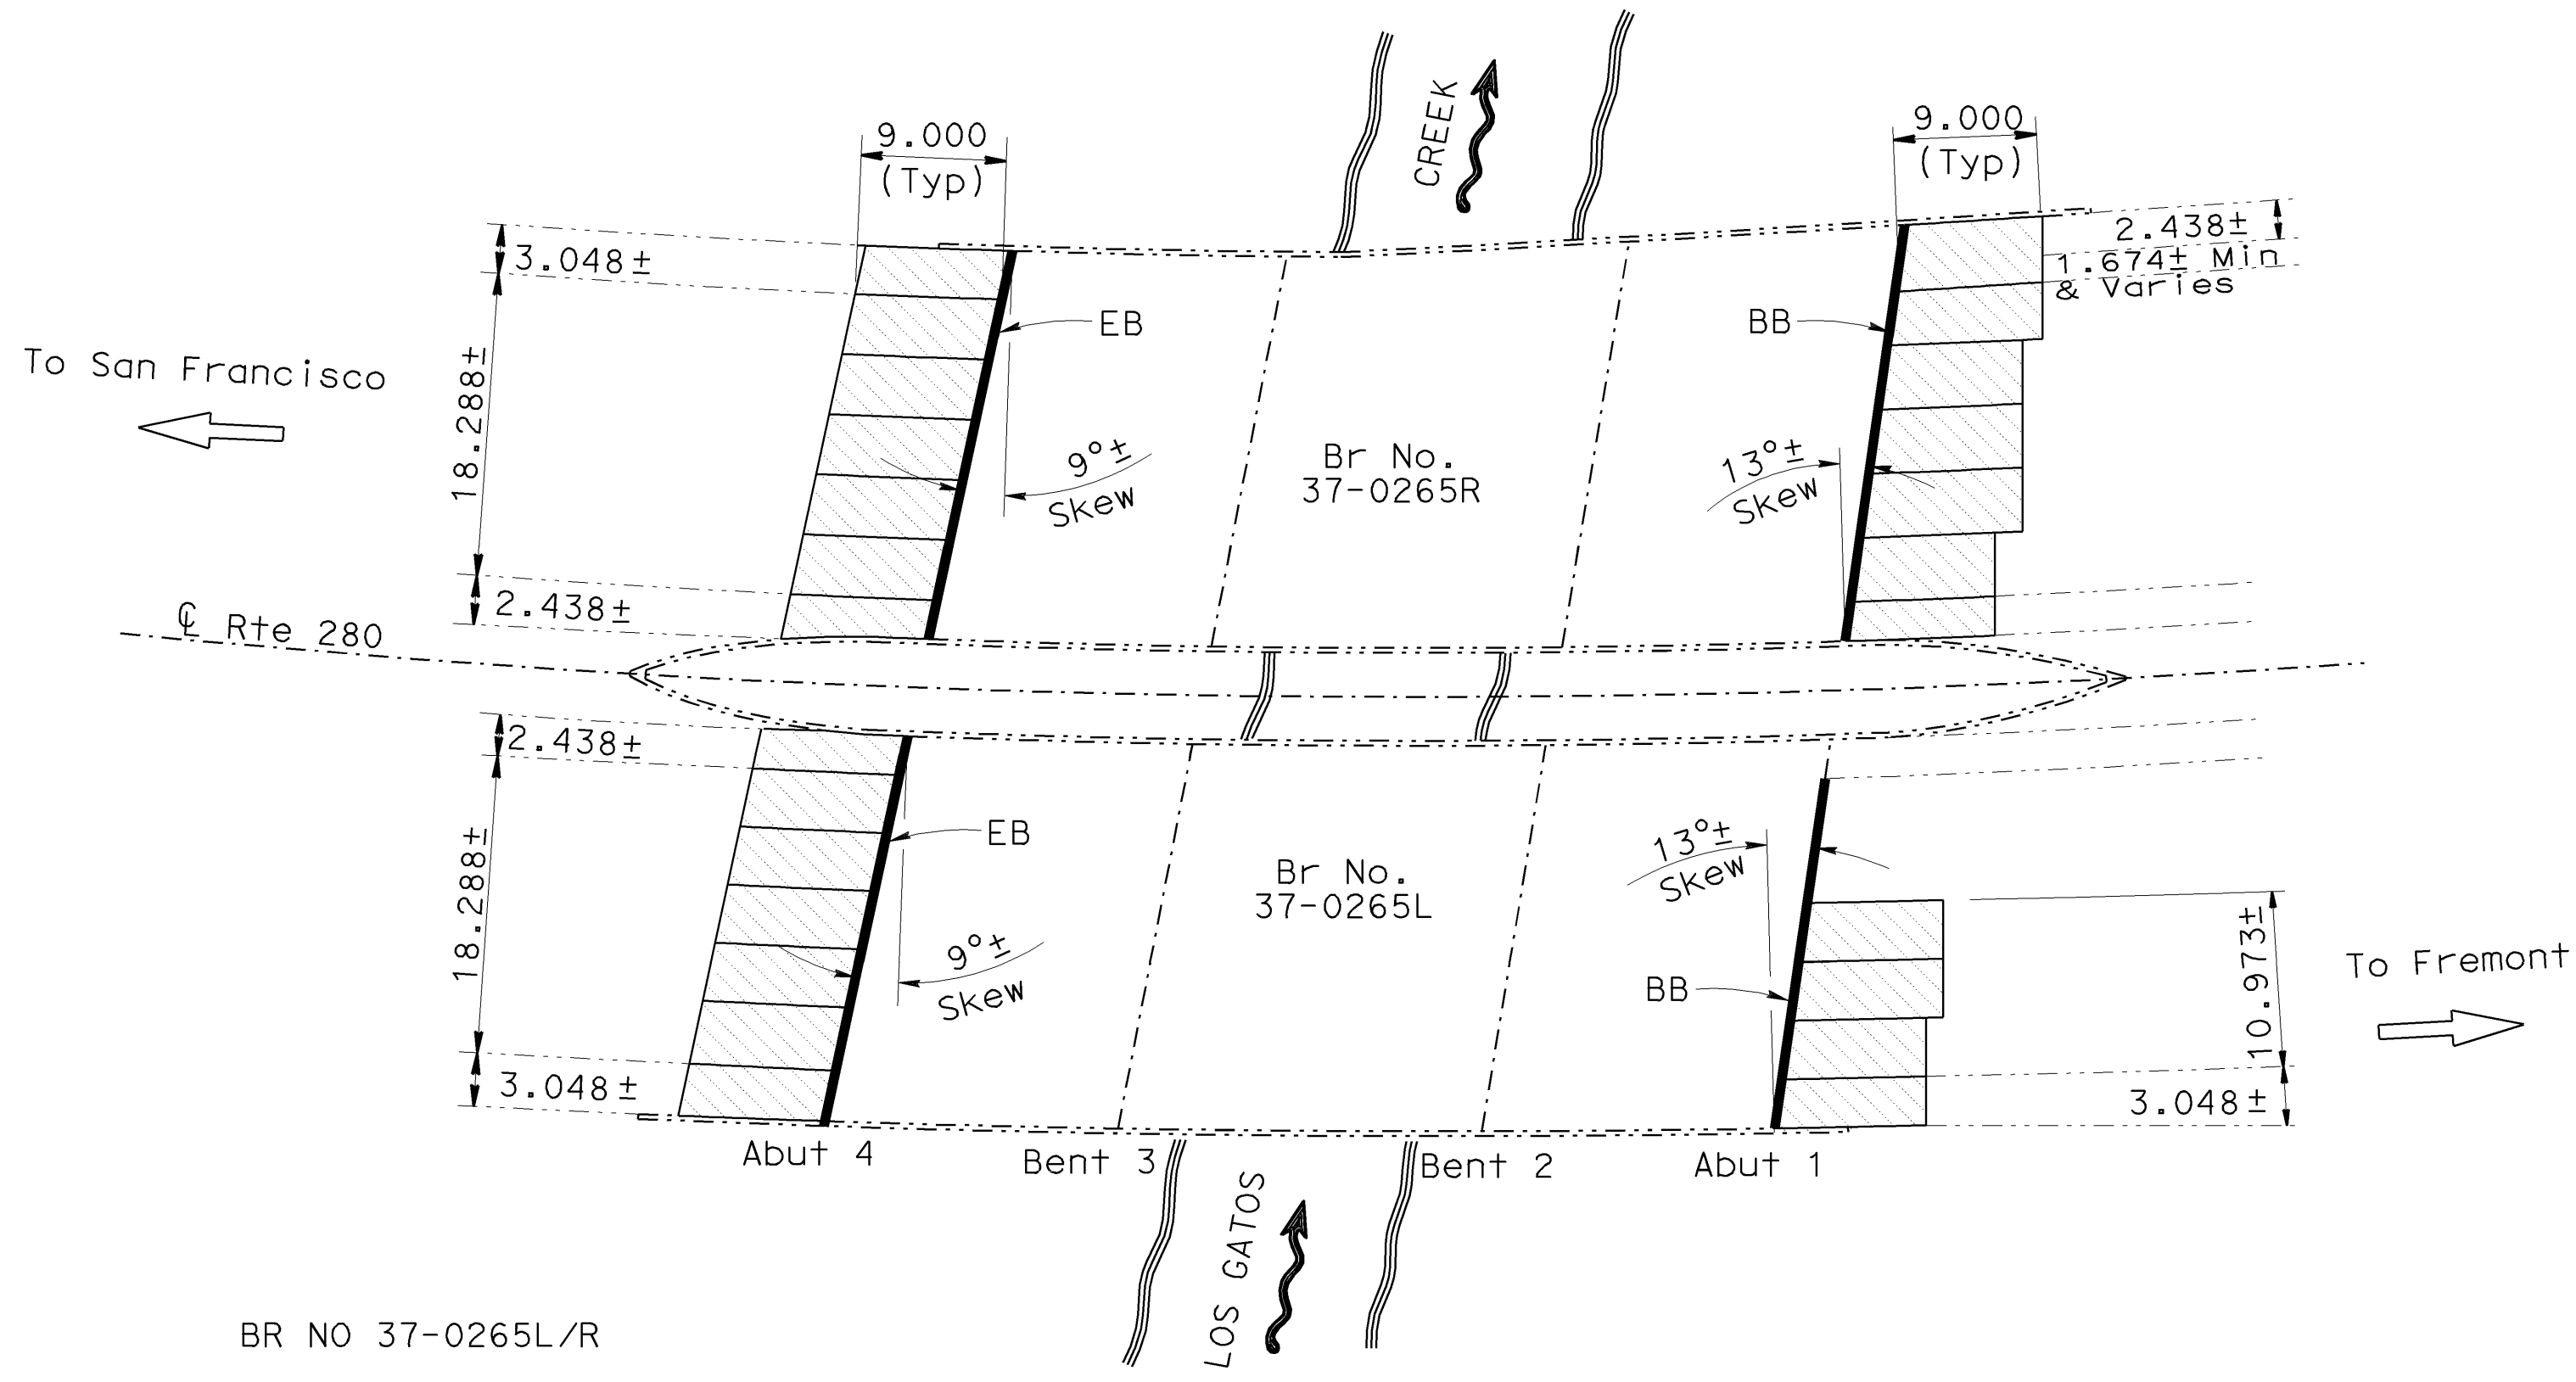 CREEK
9.000
(Typ)
9.000
(Typ)
3.048±
2.438±
1.674± Min
& Varies
EB
BB
To San Francisco
18.288±
9°±
Skew
Br No.
37-0265R
13°±
Skew
2.438±
℄ Rte 280
2.438±
18.288±
EB
13°±
Skew
Br No.
37-0265L
9°±
Skew
BB
10.973±
To Fremont
3.048±
3.048±
Abut 4
Bent 3
Bent 2
Abut 1
LOS GATOS
BR NO 37-0265L/R